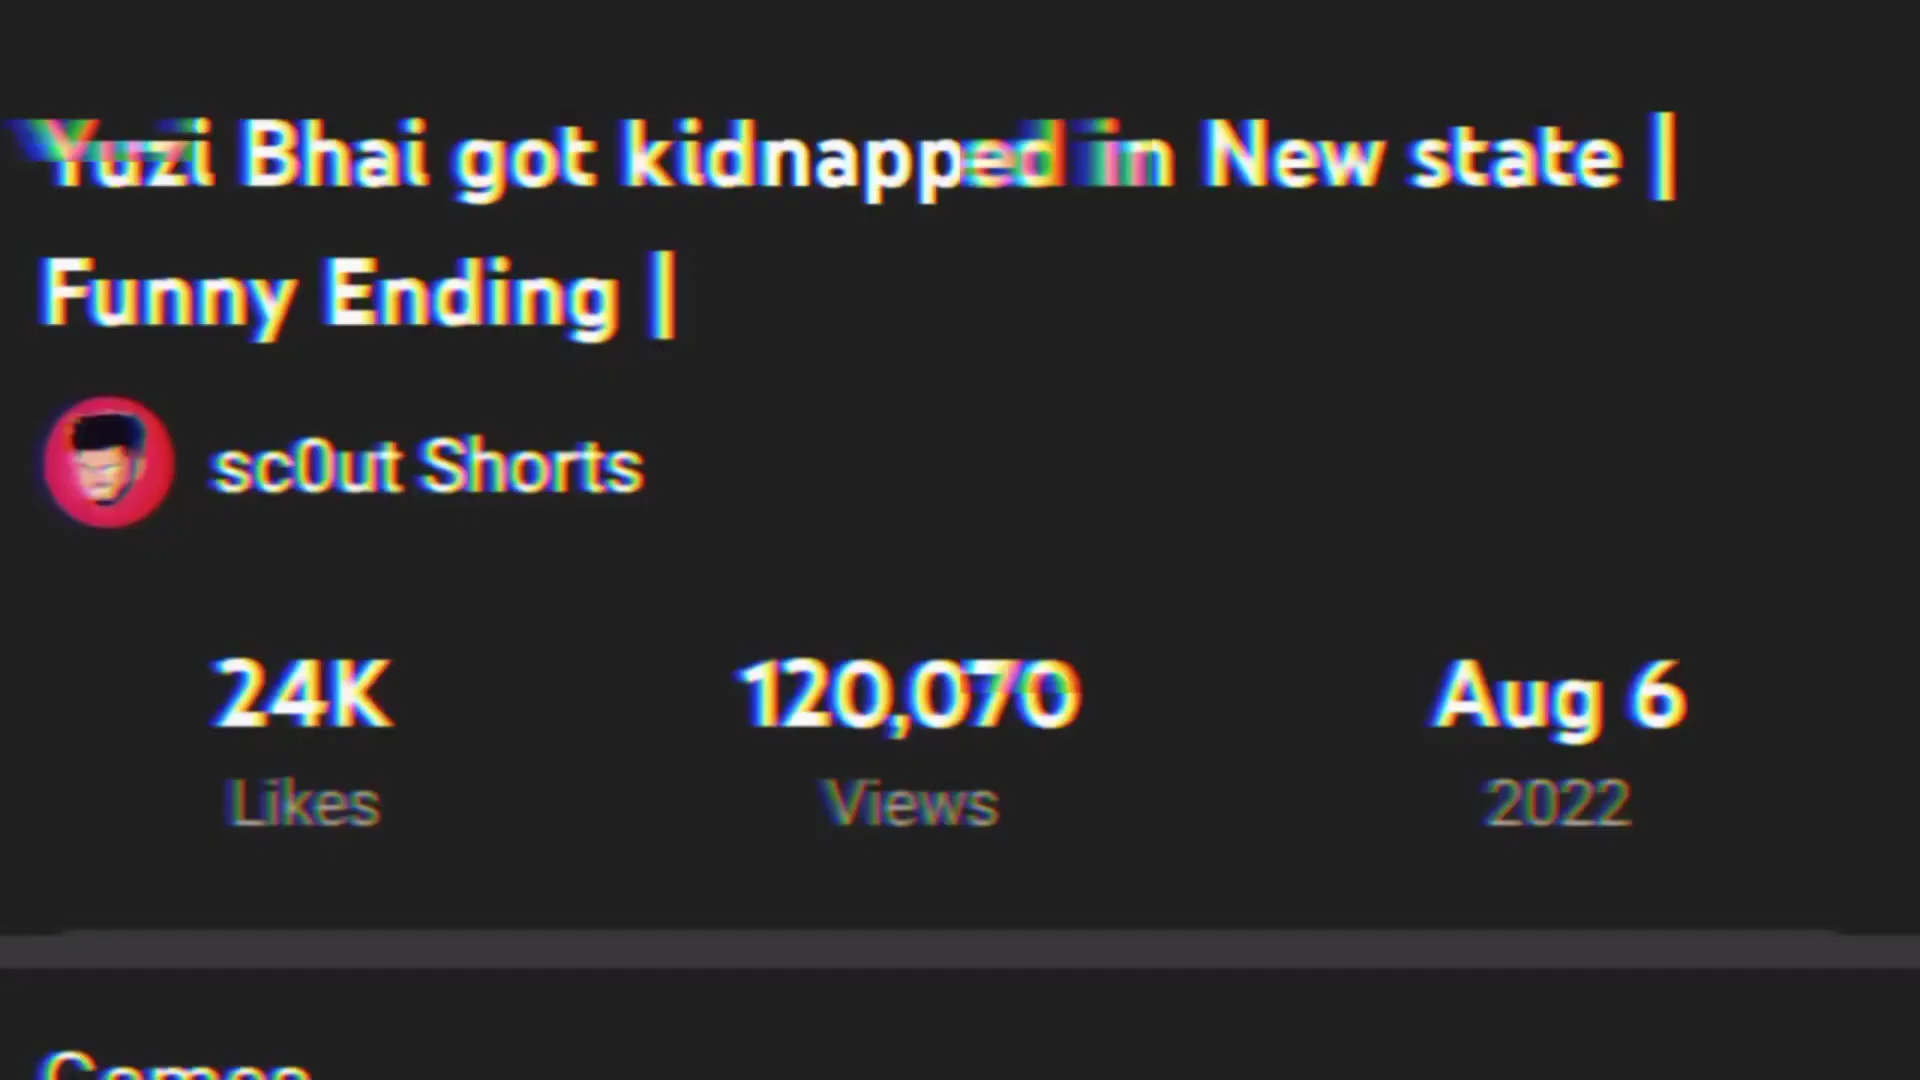 Yuzi Bhai got kidnapped in New state |
Funny Ending |
sc0ut Shorts
24K
120,070
Aug 6
Likes
Views
2022